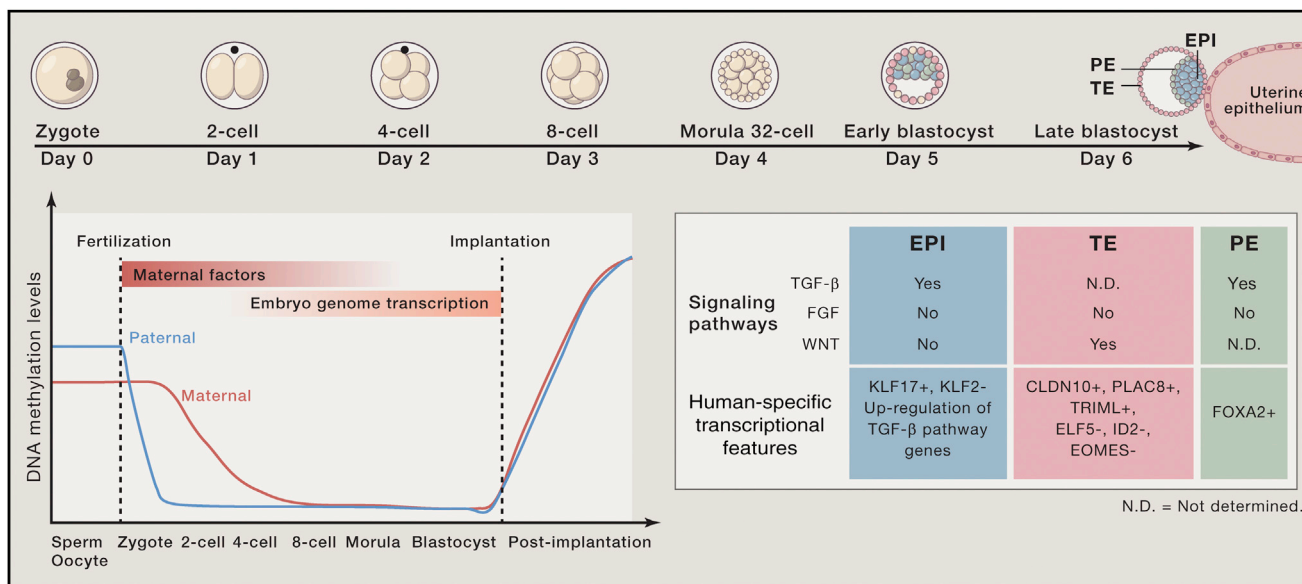 EPI
PE
TE
Uterine
epithelium
Zygote
2-cell
4-cell
8-cell
Morula 32-cell
Early blastocyst
Late blastocyst
Day 0
Day 1
Day 2
Day 3
Day 4
Day 5
Day 6
DNA methylation levels
Fertilization
Implantation
Maternal factors
Embryo genome transcription
Paternal
Maternal
Sperm
Oocyte
Zygote
2-cell
4-cell
8-cell
Morula
Blastocyst
Post-implantation
EPI
TE
PE
Signaling
pathways
TGF-β
Yes
N.D.
Yes
FGF
No
No
No
WNT
No
Yes
N.D.
Human-specific
transcriptional
features
KLF17+, KLF2-
Up-regulation of
TGF-β pathway
genes
CLDN10+, PLAC8+,
TRIML+,
ELF5-, ID2-,
EOMES-
FOXA2+
N.D. = Not determined.